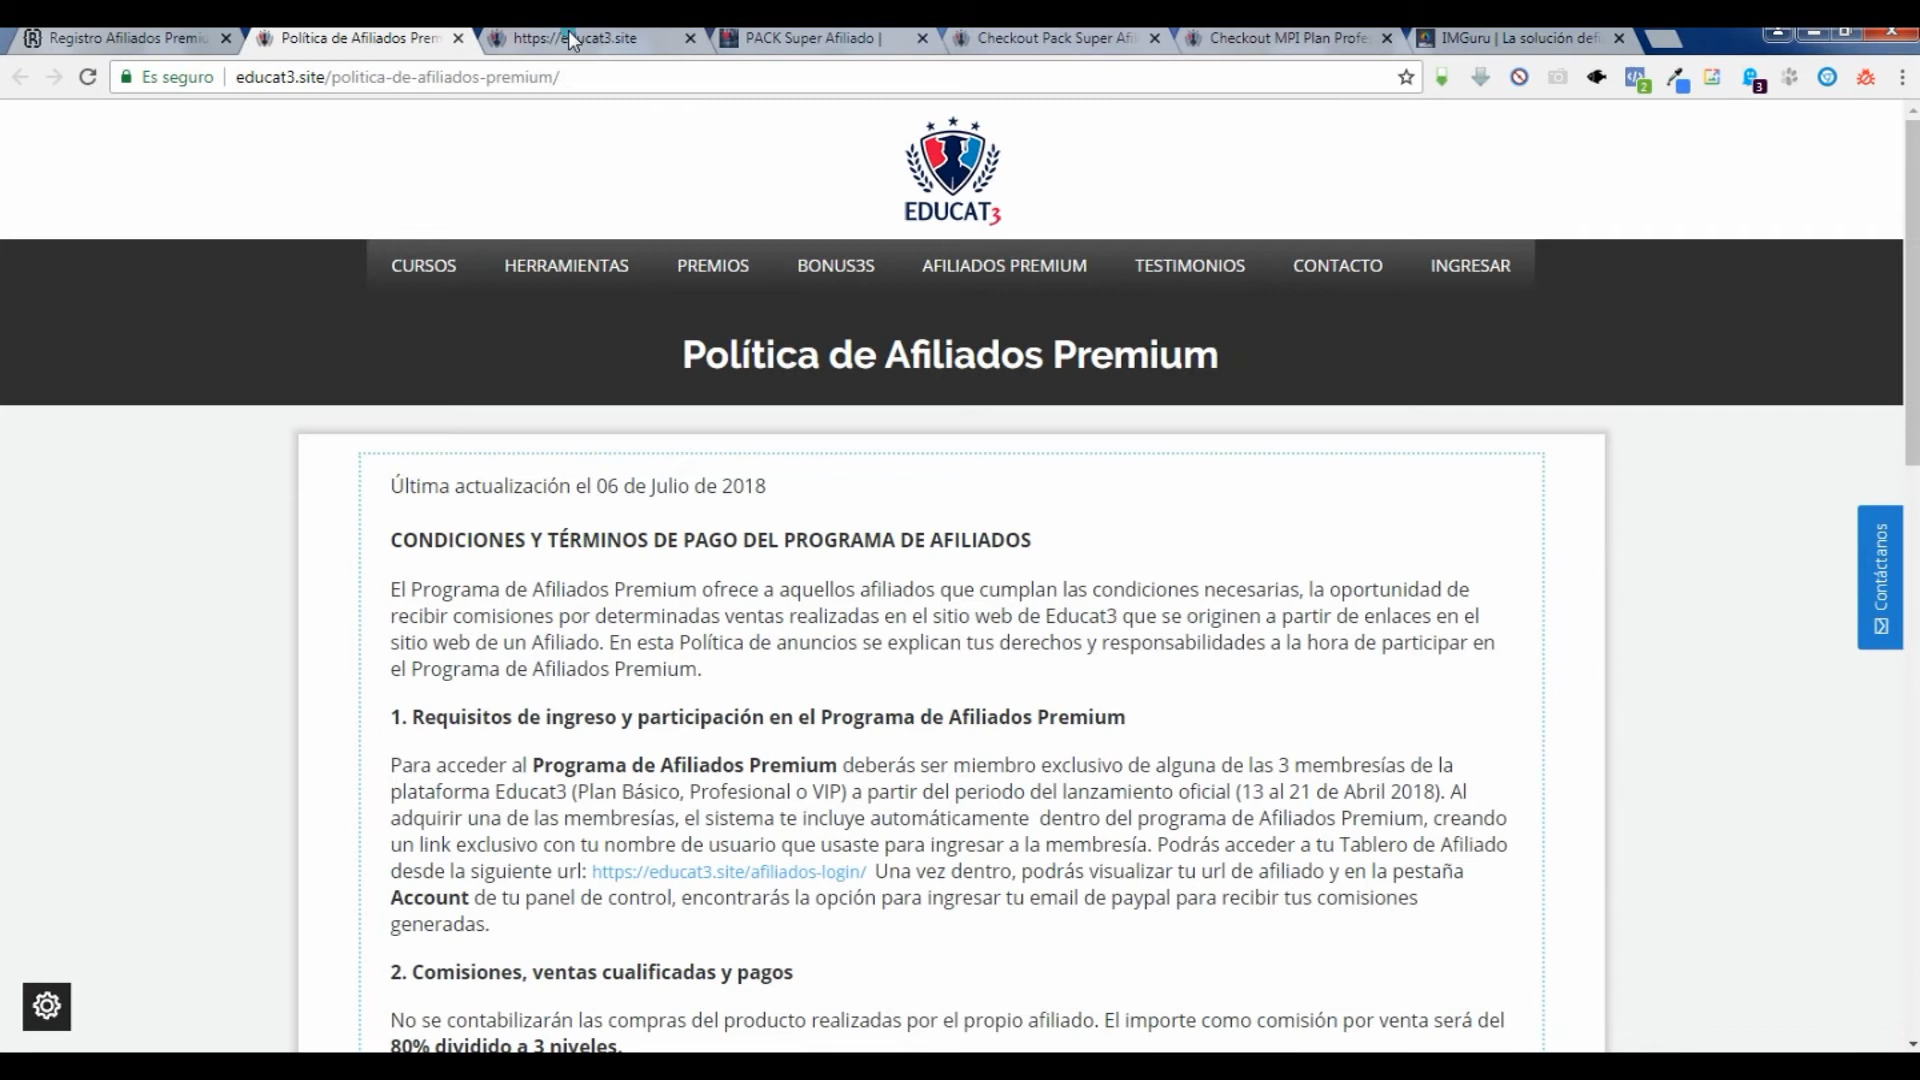 Registro Afiliados Premiu
Política de Afiliados Prem
https://educat3.site
PACK Super Afiliado |
Checkout Pack Super Afi
Checkout MPI Plan Profe
IMGuru | La solución defi
Es seguro
educat3.site/politica-de-afiliados-premium/
2
3
EDUCAT3
CURSOS
HERRAMIENTAS
PREMIOS
BONUS3S
AFILIADOS PREMIUM
TESTIMONIOS
CONTACTO
INGRESAR
Política de Afiliados Premium
Última actualización el 06 de Julio de 2018
CONDICIONES Y TÉRMINOS DE PAGO DEL PROGRAMA DE AFILIADOS
El Programa de Afiliados Premium ofrece a aquellos afiliados que cumplan las condiciones necesarias, la oportunidad de
recibir comisiones por determinadas ventas realizadas en el sitio web de Educat3 que se originen a partir de enlaces en el
sitio web de un Afiliado. En esta Política de anuncios se explican tus derechos y responsabilidades a la hora de participar en
el Programa de Afiliados Premium.
1. Requisitos de ingreso y participación en el Programa de Afiliados Premium
Para acceder al Programa de Afiliados Premium deberás ser miembro exclusivo de alguna de las 3 membresías de la
plataforma Educat3 (Plan Básico, Profesional o VIP) a partir del periodo del lanzamiento oficial (13 al 21 de Abril 2018). Al
adquirir una de las membresías, el sistema te incluye automáticamente dentro del programa de Afiliados Premium, creando
un link exclusivo con tu nombre de usuario que usaste para ingresar a la membresía. Podrás acceder a tu Tablero de Afiliado
desde la siguiente url: https://educat3.site/afiliados-login/ Una vez dentro, podrás visualizar tu url de afiliado y en la pestaña
Account de tu panel de control, encontrarás la opción para ingresar tu email de paypal para recibir tus comisiones
generadas.
2. Comisiones, ventas cualificadas y pagos
No se contabilizarán las compras del producto realizadas por el propio afiliado. El importe como comisión por venta será del
80% dividido a 3 niveles.
Contáctanos